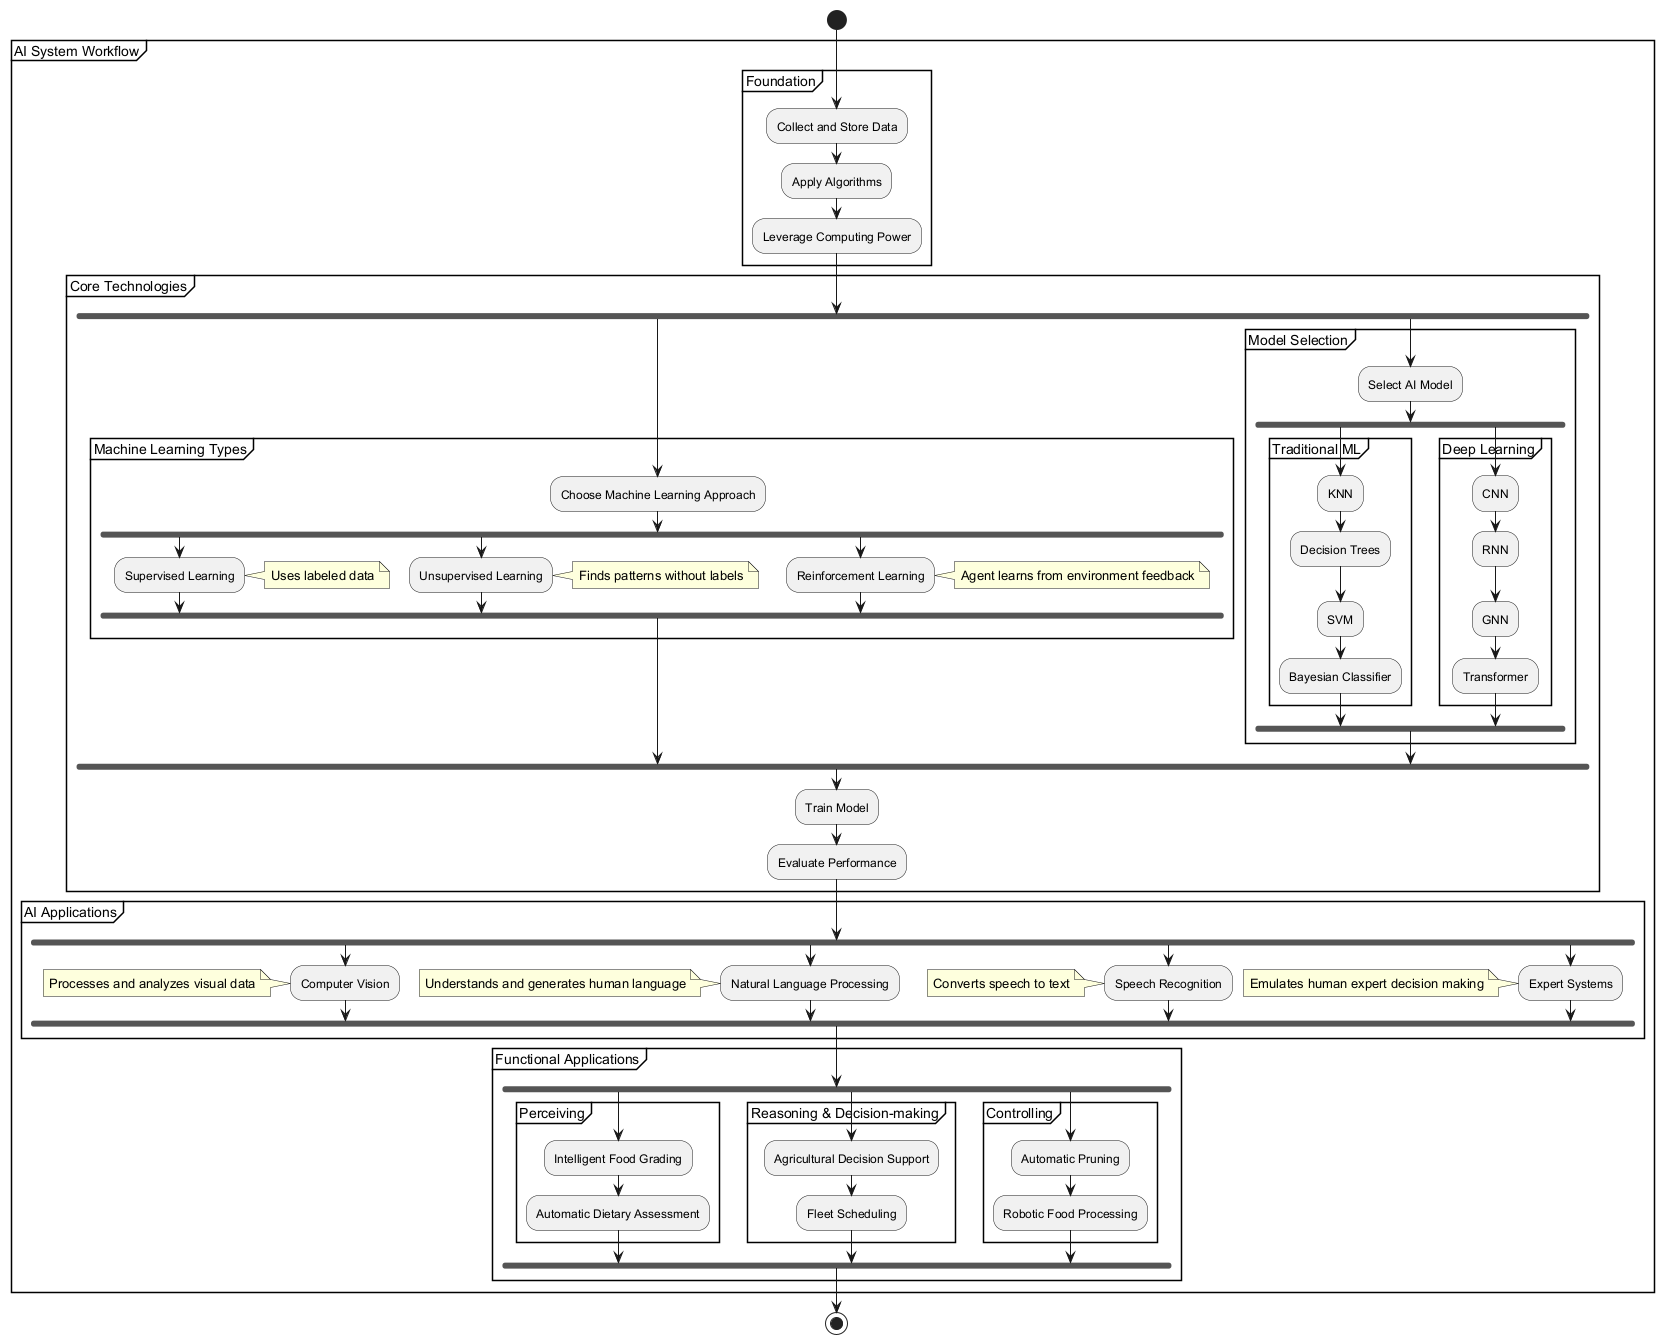 AI System Workflow
Foundation
Collect and Store Data
Apply Algorithms
Leverage Computing Power
Core Technologies
Model Selection
Select AI Model
Machine Learning Types
Traditional ML
Deep Learning
Choose Machine Learning Approach
KNN
CNN
Decision Trees
RNN
Supervised Learning
Uses labeled data
Unsupervised Learning
Finds patterns without labels
Reinforcement Learning
Agent learns from environment feedback
SVM
GNN
Bayesian Classifier
Transformer
Train Model
Evaluate Performance
AI Applications
Processes and analyzes visual data
Computer Vision
Understands and generates human language
Natural Language Processing
Converts speech to text
Speech Recognition
Emulates human expert decision making
Expert Systems
Functional Applications
Perceiving
Reasoning & Decision-making
Controlling
Intelligent Food Grading
Agricultural Decision Support
Automatic Pruning
Automatic Dietary Assessment
Fleet Scheduling
Robotic Food Processing